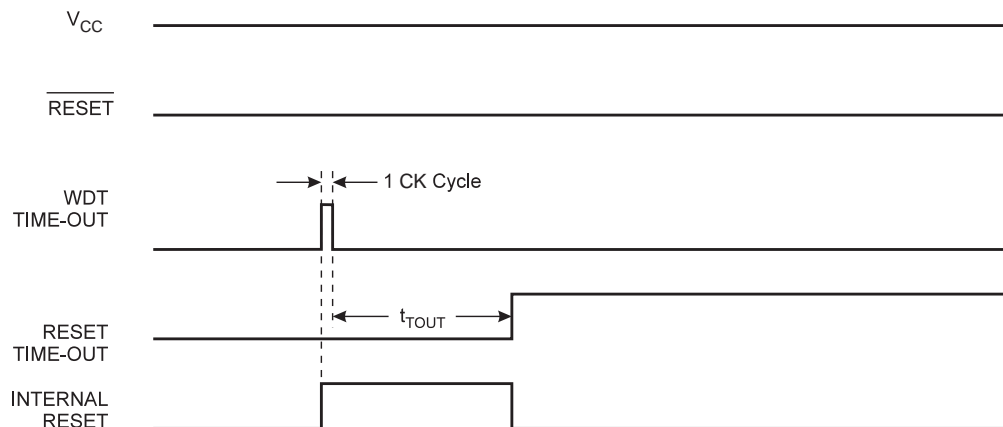 VCC
RESET
1 CK Cycle
WDT
TIME-OUT
tTOUT
RESET
TIME-OUT
INTERNAL
RESET